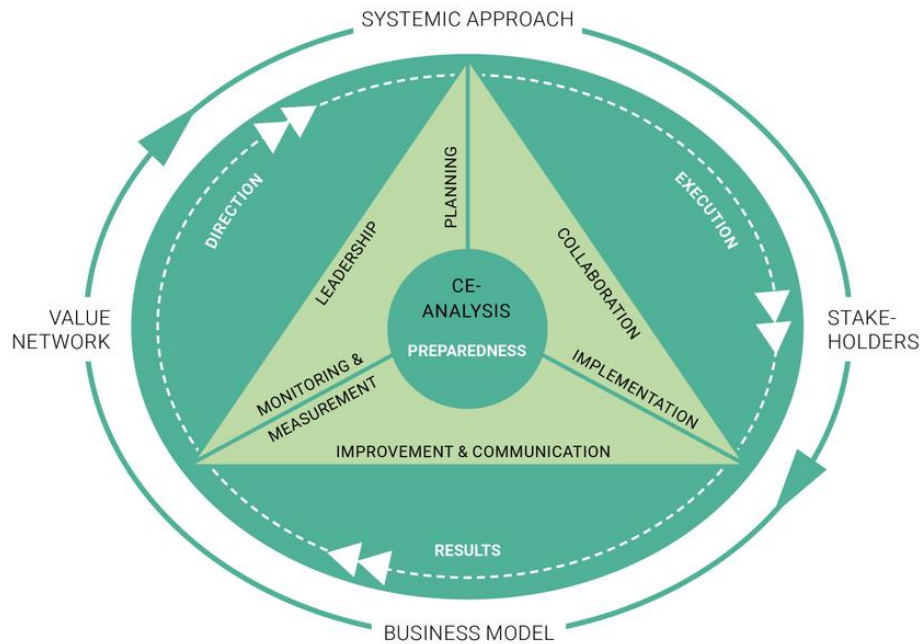 SYSTEMIC APPROACH
DIRECTION
EXECUTION
PLANNING
LEADERSHIP
COLLABORATION
CE-
ANALYSIS
PREPAREDNESS
VALUE
NETWORK
STAKE-
HOLDERS
MONITORING &
MEASUREMENT
IMPLEMENTATION
IMPROVEMENT & COMMUNICATION
RESULTS
BUSINESS MODEL